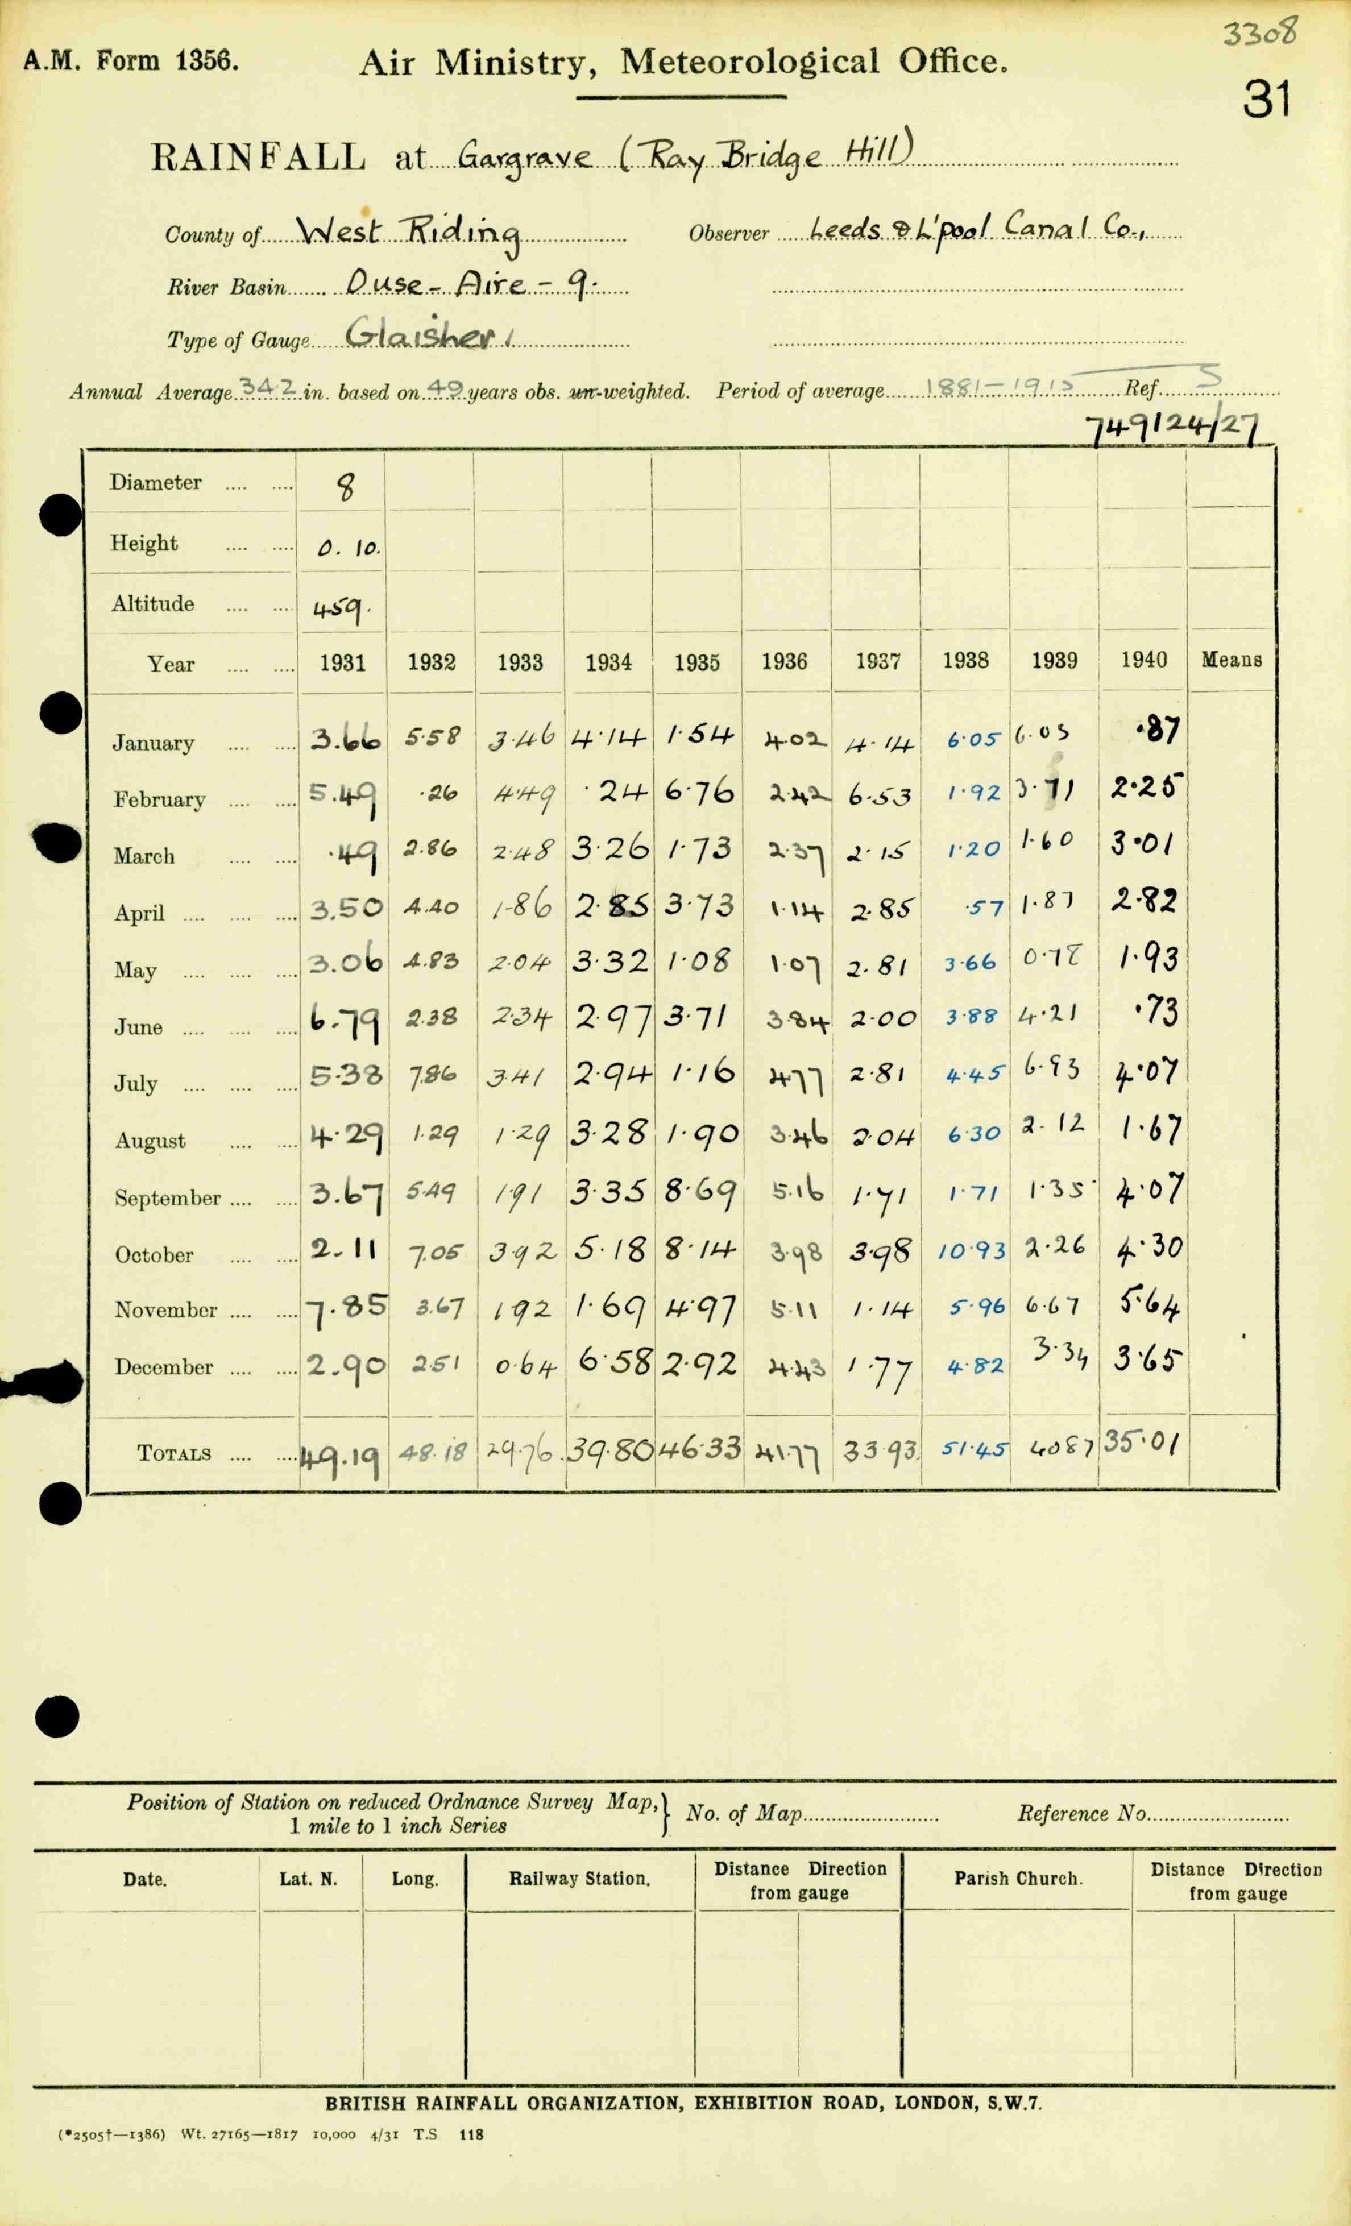 3308
A.M. Form 1356. Air Ministry, Meteorological Office.
31
RAINFALL at Gargrave (Ray Bridge Hill)
County of West Riding Observer Leeds & L'pool Canal Co.,
River Basin Ouse - Aire - 9.
Type of Gauge Glaisher
Annual Average 34.2 in. based on 49 years obs. un-weighted. Period of average 1881-1915 Ref. S
749124/27
Diameter 8
Height 0.10.
Altitude 459.
Year 1931 1932 1933 1934 1935 1936 1937 1938 1939 1940 Means
January 3.66 5.58 3.46 4.14 1.54 4.02 4.14 6.05 6.03 .87
February 5.49 .26 4.49 .24 6.76 2.42 6.53 1.92 3.71 2.25
March .49 2.86 2.48 3.26 1.73 2.37 2.15 1.20 1.60 3.01
April 3.50 4.40 1.86 2.85 3.73 1.14 2.85 .57 1.87 2.82
May 3.06 4.83 2.04 3.32 1.08 1.07 2.81 3.66 0.78 1.93
June 6.79 2.38 2.34 2.97 3.71 3.84 2.00 3.88 4.21 .73
July 5.38 7.86 3.41 2.94 1.16 4.77 2.81 4.45 6.93 4.07
August 4.29 1.29 1.29 3.28 1.90 3.46 2.04 6.30 2.12 1.67
September 3.67 5.49 1.91 3.35 8.69 5.16 1.71 1.71 1.35 4.07
October 2.11 7.05 3.92 5.18 8.14 3.98 3.98 10.93 2.26 4.30
November 7.85 3.67 1.92 1.69 4.97 5.11 1.14 5.96 6.67 5.64
December 2.90 2.51 0.64 6.58 2.92 4.43 1.77 4.82 3.34 3.65
TOTALS 49.19 48.18 29.76 39.80 46.33 41.77 33.93 51.45 40.87 35.01
Position of Station on reduced Ordnance Survey Map,
1 mile to 1 inch Series } No. of Map Reference No.
Date. Lat. N. Long. Railway Station. Distance Direction from gauge Parish Church. Distance Direction from gauge
BRITISH RAINFALL ORGANIZATION, EXHIBITION ROAD, LONDON, S.W.7.
(*2505†—1386) Wt. 27165—1817 10,000 4/31 T.S 118